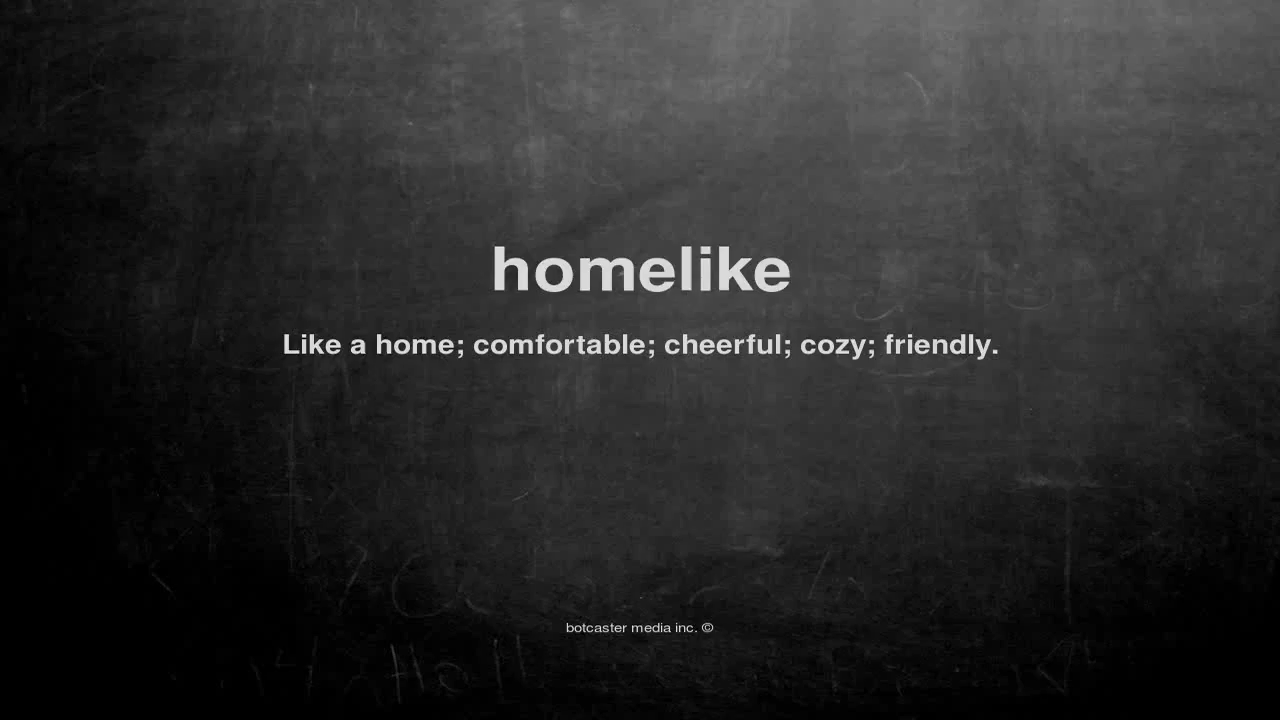 homelike
Like a home; comfortable; cheerful; cozy; friendly.
botcaster media inc. ©